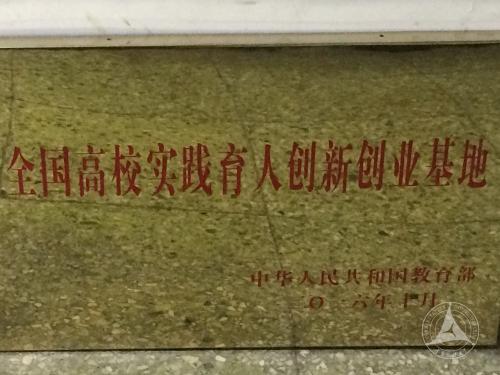 全国高校实践育人创新创业基地
中华人民共和国教育部
〇一六年十月